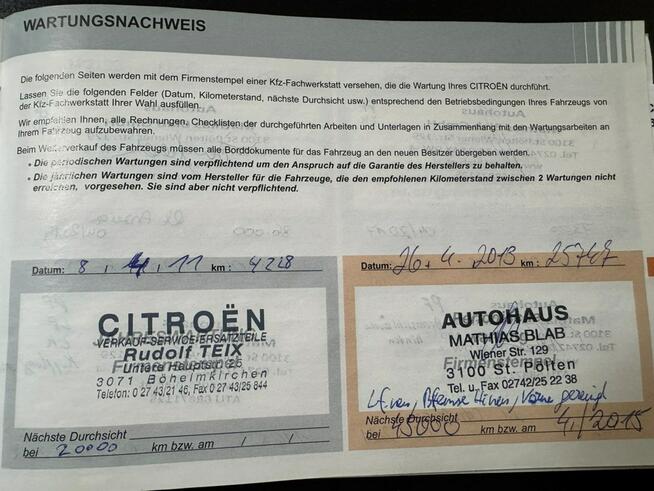 WARTUNGSNACHWEIS
Die folgenden Seiten werden mit dem Firmenstempel einer Kfz-Fachwerkstatt versehen, die die Wartung Ihres CITROËN durchführt.
Lassen Sie die folgenden Felder (Datum, Kilometerstand, nächste Durchsicht usw.) entsprechend den Betriebsbedingungen Ihres Fahrzeugs von
der Kfz-Fachwerkstatt Ihrer Wahl ausfüllen.
Wir empfehlen Ihnen, alle Rechnungen, Checklisten der durchgeführten Arbeiten und Unterlagen in Zusammenhang mit den Wartungsarbeiten an
Ihrem Fahrzeug aufzubewahren.
Beim Weiterverkauf des Fahrzeugs müssen alle Borddokumente für das Fahrzeug an den neuen Besitzer übergeben werden.
• Die periodischen Wartungen sind verpflichtend um den Anspruch auf die Garantie des Herstellers zu behalten.
• Die jährlichen Wartungen sind vom Hersteller für die Fahrzeuge, die den empfohlenen Kilometerstand zwischen 2 Wartungen nicht
erreichen, vorgesehen. Sie sind aber nicht verpflichtend.
Datum: 8, 11 km: 4228
CITROËN
VERKAUF-SERVICE-ERSATZTEILE
Rudolf TEIX
Untere Hauptstr. 25
3071 Böheimkirchen
Telefon: 0 27 43/21 46, Fax 0 27 43/25 844
Nächste Durchsicht
bei 20000 km bzw. am / /
Datum: 26. 4. 2013 km: 25747
AUTOHAUS
MATHIAS BLAB
Wiener Str. 129
3100 St. Pölten
Firmenstempel
Tel. u. Fax 02742/25 22 38
Bremse hinten, vorne gereinigt
Nächste Durchsicht
bei 45000 km bzw. am 4 / 2015